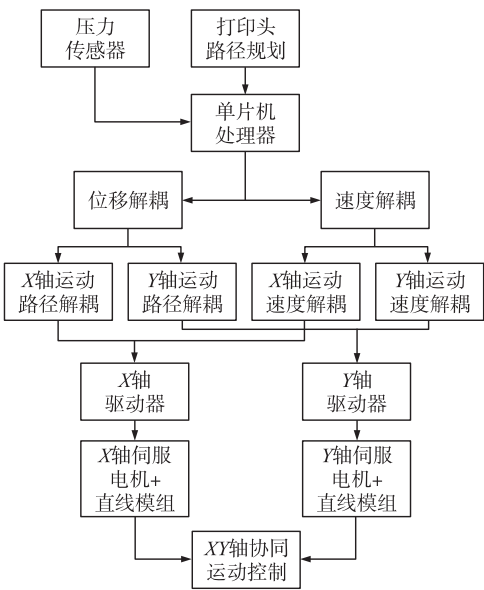 压力
传感器
打印头
路径规划
单片机
处理器
位移解耦
速度解耦
X轴运动
路径解耦
Y轴运动
路径解耦
X轴运动
速度解耦
Y轴运动
速度解耦
X轴
驱动器
Y轴
驱动器
X轴伺服
电机+
直线模组
Y轴伺服
电机+
直线模组
XY轴协同
运动控制